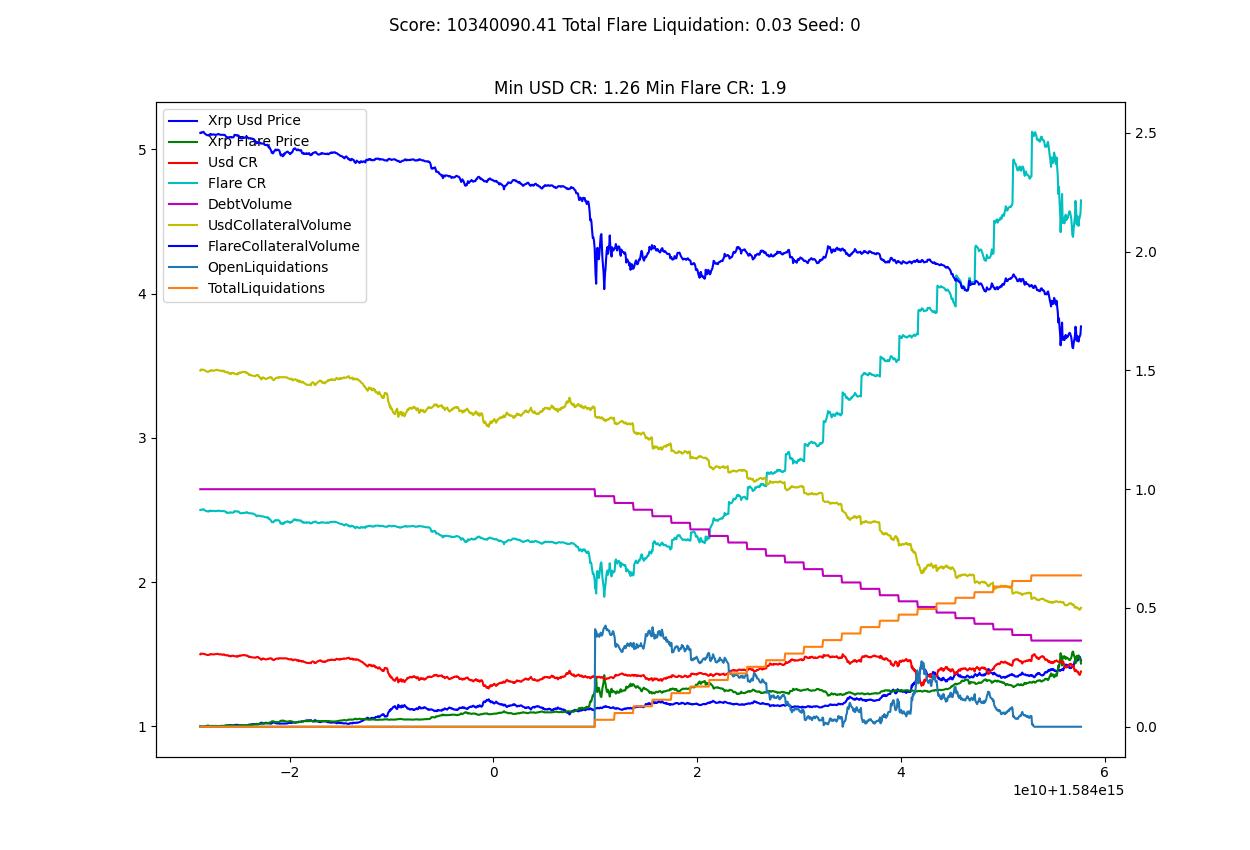 Score: 10340090.41 Total Flare Liquidation: 0.03 Seed: 0
Min USD CR: 1.26 Min Flare CR: 1.9
Xrp Usd Price
Xrp Flare Price
Usd CR
Flare CR
DebtVolume
UsdCollateralVolume
FlareCollateralVolume
OpenLiquidations
TotalLiquidations
5
4
3
2
1
2.5
2.0
1.5
1.0
0.5
0.0
−2
0
2
4
6
1e10+1.584e15